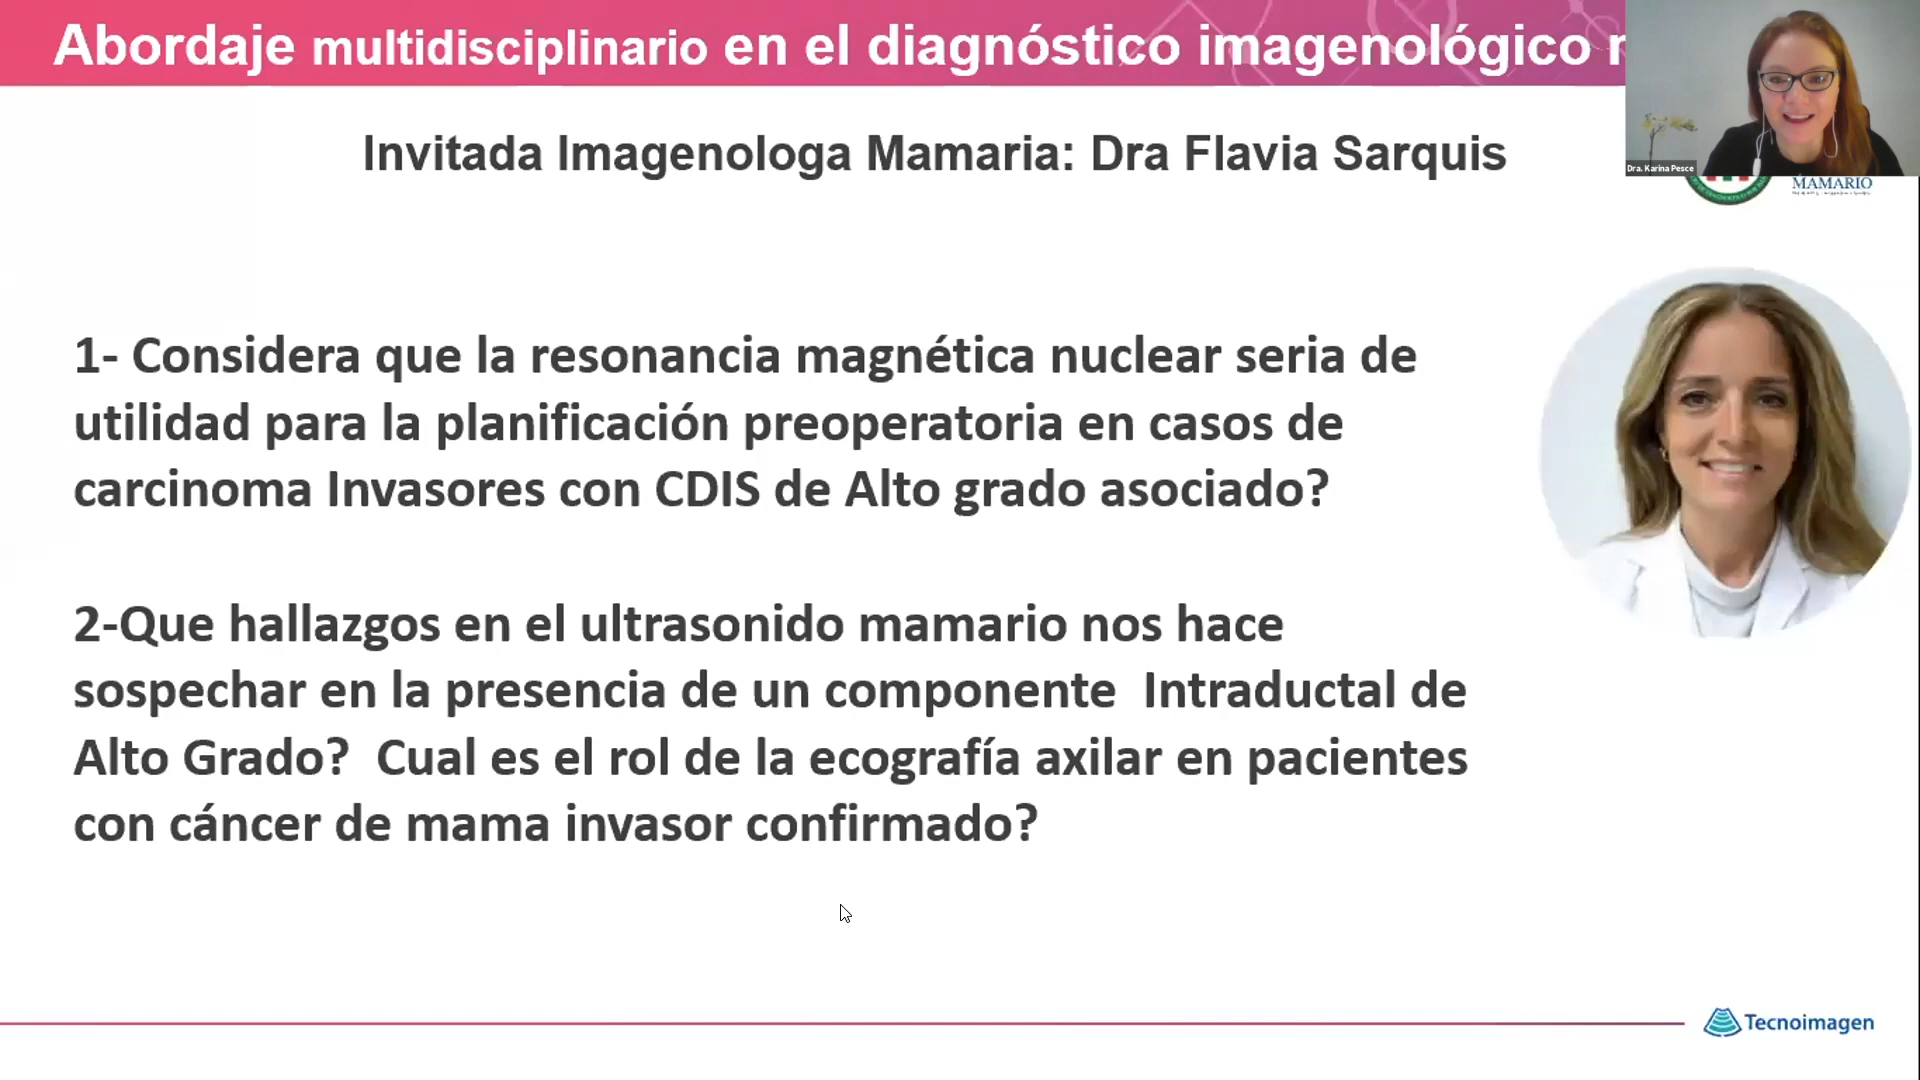 Abordaje multidisciplinario en el diagnóstico imagenológico
Dra. Karina Pesce
Invitada Imagenologa Mamaria: Dra Flavia Sarquis
MAMARIO
1- Considera que la resonancia magnética nuclear seria de
utilidad para la planificación preoperatoria en casos de
carcinoma Invasores con CDIS de Alto grado asociado?
2-Que hallazgos en el ultrasonido mamario nos hace
sospechar en la presencia de un componente Intraductal de
Alto Grado? Cual es el rol de la ecografía axilar en pacientes
con cáncer de mama invasor confirmado?
Tecnoimagen